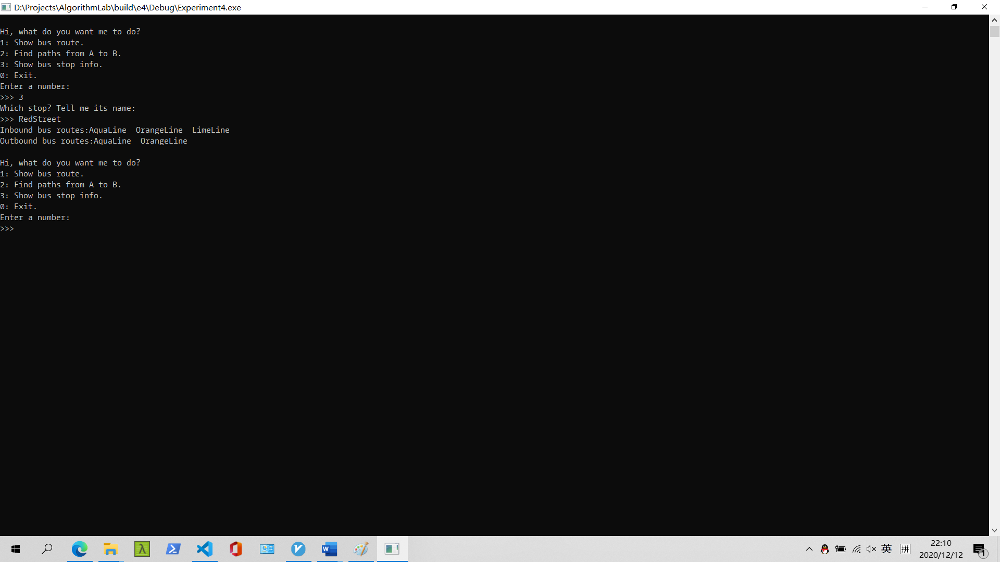 D:\Projects\AlgorithmLab\build\e4\Debug\Experiment4.exe
Hi, what do you want me to do?
1: Show bus route.
2: Find paths from A to B.
3: Show bus stop info.
0: Exit.
Enter a number:
>>> 3
Which stop? Tell me its name:
>>> RedStreet
Inbound bus routes:AquaLine  OrangeLine  LimeLine
Outbound bus routes:AquaLine  OrangeLine
Hi, what do you want me to do?
1: Show bus route.
2: Find paths from A to B.
3: Show bus stop info.
0: Exit.
Enter a number:
>>>
英 拼
22:10
2020/12/12
1